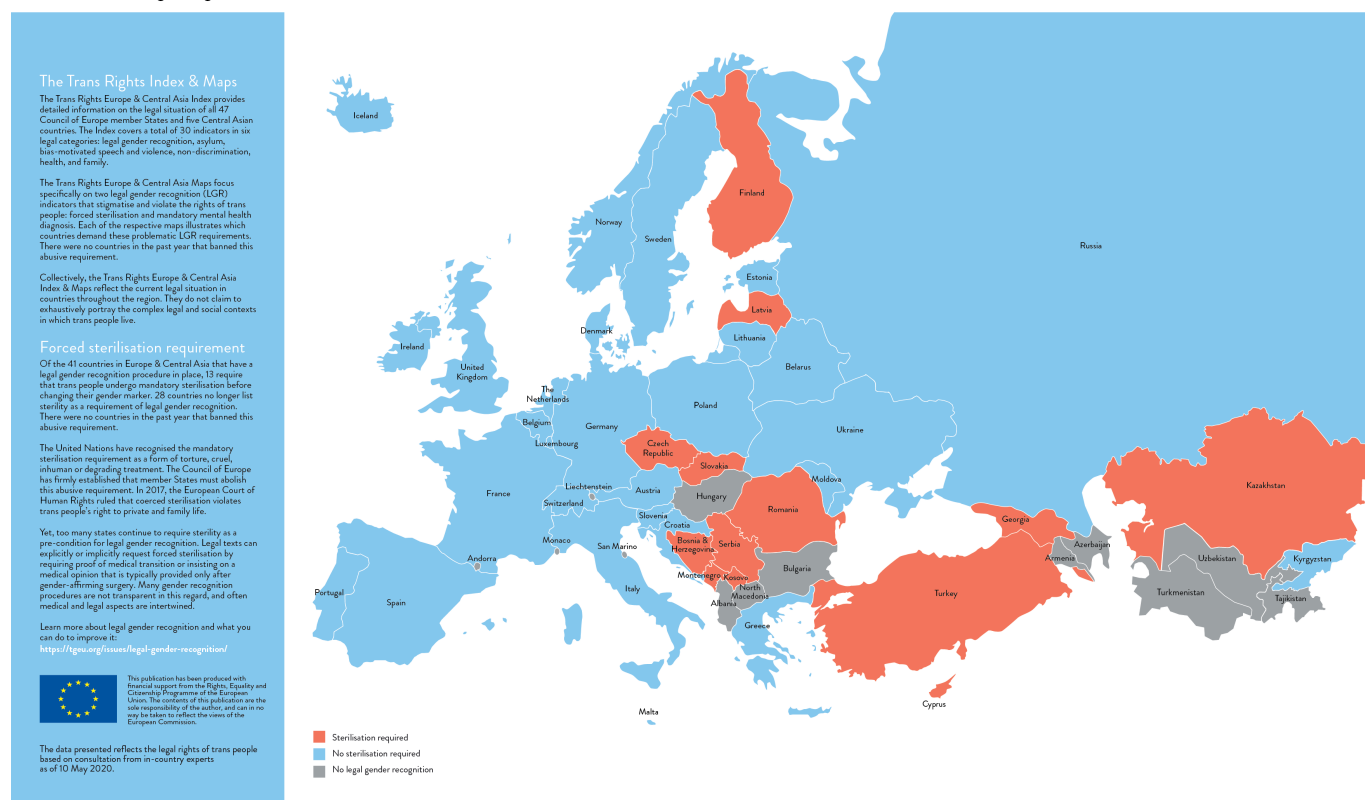 The Trans Rights Index & Maps
The Trans Rights Europe & Central Asia Index provides
detailed information on the legal situation of all 47
Council of Europe member States and five Central Asian
countries. The Index covers a total of 30 indicators in six
legal categories: legal gender recognition, asylum,
bias-motivated speech and violence, non-discrimination,
health, and family.
The Trans Rights Europe & Central Asia Maps focus
specifically on two legal gender recognition (LGR)
indicators that stigmatise and violate the rights of trans
people: forced sterilisation and mandatory mental health
diagnosis. Each of the respective maps illustrates which
countries demand these problematic LGR requirements.
There were no countries in the past year that banned this
abusive requirement.
Collectively, the Trans Rights Europe & Central Asia
Index & Maps reflect the current legal situation in
countries throughout the region. They do not claim to
exhaustively portray the complex legal and social contexts
in which trans people live.
Forced sterilisation requirement
Of the 41 countries in Europe & Central Asia that have a
legal gender recognition procedure in place, 13 require
that trans people undergo mandatory sterilisation before
changing their gender marker. 28 countries no longer list
sterility as a requirement of legal gender recognition.
There were no countries in the past year that banned this
abusive requirement.
The United Nations have recognised the mandatory
sterilisation requirement as a form of torture, cruel,
inhuman or degrading treatment. The Council of Europe
has firmly established that member States must abolish
this abusive requirement. In 2017, the European Court of
Human Rights ruled that coerced sterilisation violates
trans people's right to private and family life.
Yet, too many states continue to require sterility as a
pre-condition for legal gender recognition. Legal texts can
explicitly or implicitly request forced sterilisation by
requiring proof of medical transition or insisting on a
medical opinion that is typically provided only after
gender-affirming surgery. Many gender recognition
procedures are not transparent in this regard, and often
medical and legal aspects are intertwined.
Learn more about legal gender recognition and what you
can do to improve it:
https://tgeu.org/issues/legal-gender-recognition/
This publication has been produced with
financial support from the Rights, Equality and
Citizenship Programme of the European
Union. The contents of this publication are the
sole responsibility of the author, and can in no
way be taken to reflect the views of the
European Commission.
The data presented reflects the legal rights of trans people
based on consultation from in-country experts
as of 10 May 2020.
Iceland
Finland
Norway
Sweden
Russia
Estonia
Latvia
Denmark
Lithuania
Ireland
United
Kingdom
Belarus
The
Netherlands
Poland
Belgium
Germany
Ukraine
Luxembourg
Czech
Republic
Slovakia
Moldova
Kazakhstan
Liechtenstein
Austria
Hungary
France
Switzerland
Romania
Slovenia
Croatia
Georgia
Monaco
San Marino
Bosnia &
Herzegovina
Serbia
Azerbaijan
Andorra
Armenia
Uzbekistan
Kyrgyzstan
Bulgaria
Montenegro
Kosovo
Portugal
Spain
Italy
North
Macedonia
Albania
Turkey
Turkmenistan
Tajikistan
Greece
Malta
Cyprus
Sterilisation required
No sterilisation required
No legal gender recognition